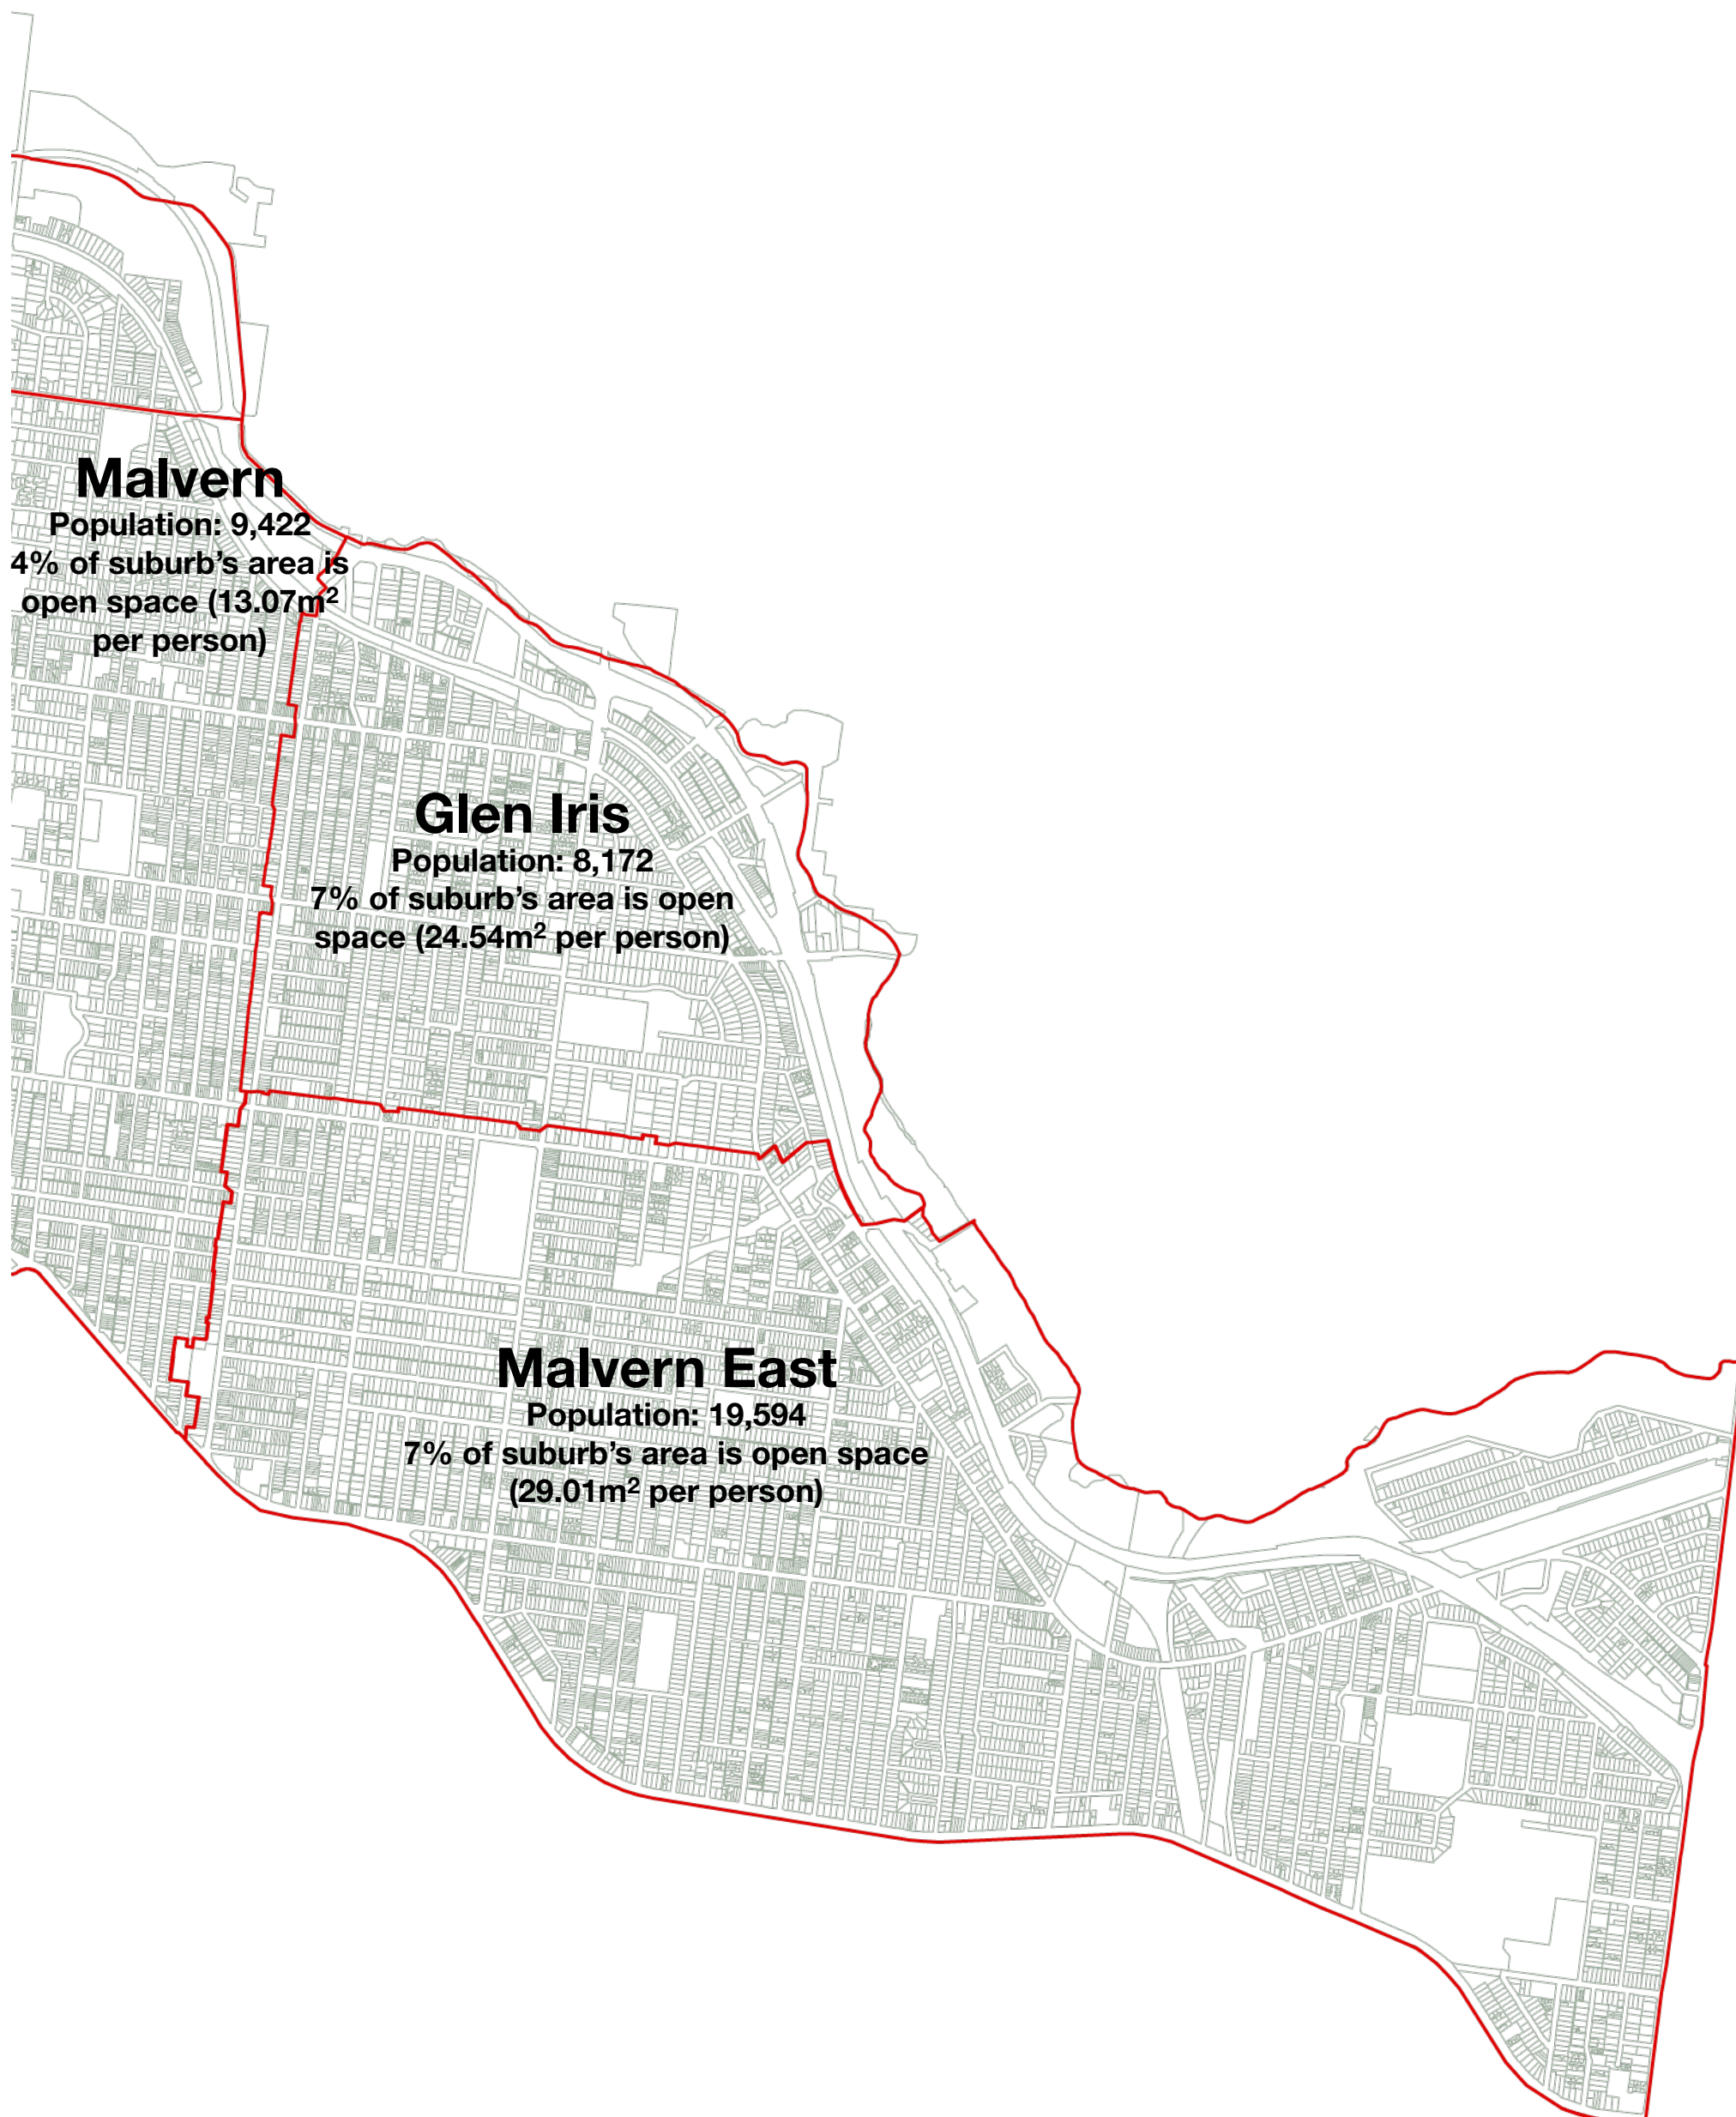 Malvern
Population: 9,422
4% of suburb’s area is
open space (13.07m²
per person)
Glen Iris
Population: 8,172
7% of suburb’s area is open
space (24.54m² per person)
Malvern East
Population: 19,594
7% of suburb’s area is open space
(29.01m² per person)